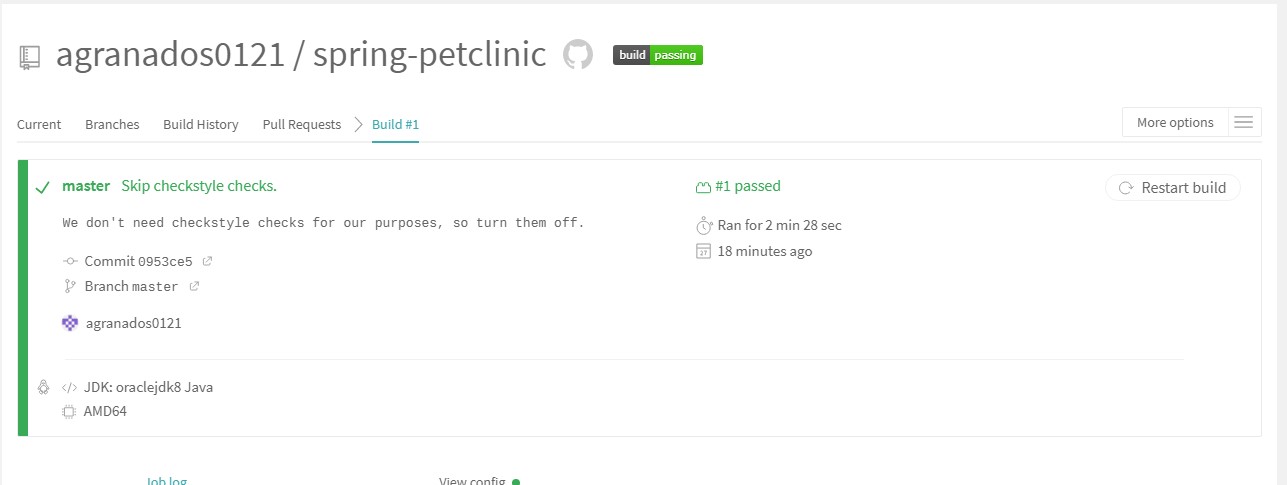 agranados0121 / spring-petclinic build passing
Current Branches Build History Pull Requests Build #1 More options
master Skip checkstyle checks. #1 passed Restart build
We don't need checkstyle checks for our purposes, so turn them off. Ran for 2 min 28 sec
Commit 0953ce5 27 18 minutes ago
Branch master
agranados0121
JDK: oraclejdk8 Java
AMD64
Job log View config